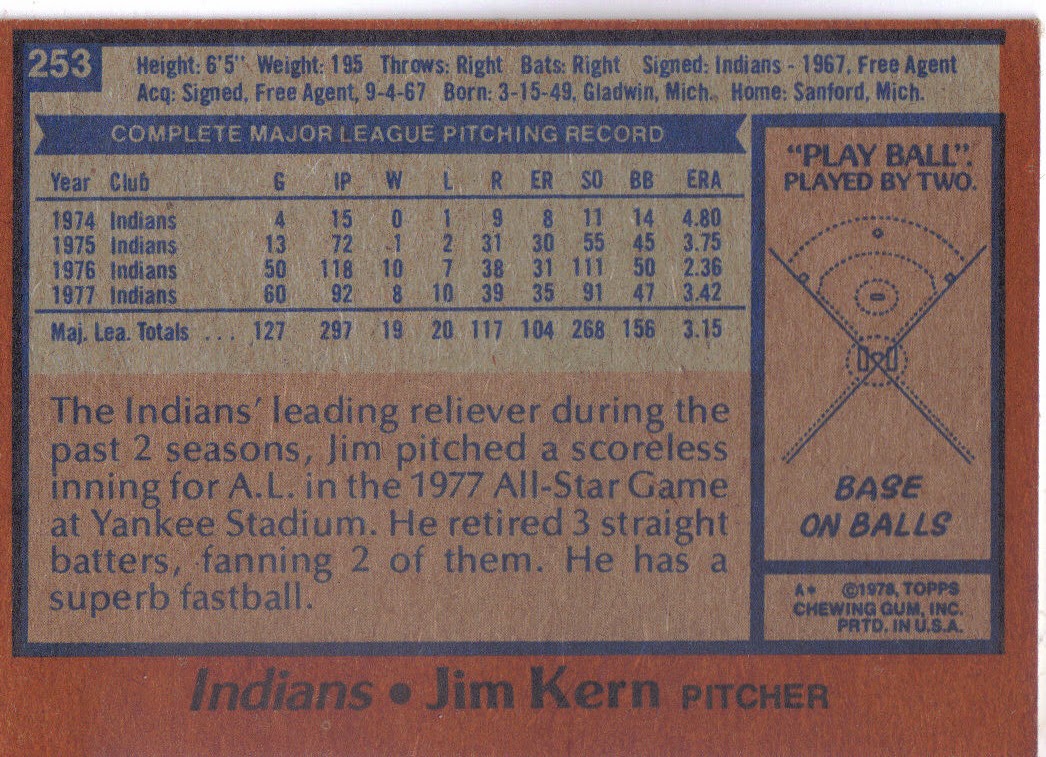 253
Height: 6'5" Weight: 195 Throws: Right Bats: Right Signed: Indians - 1967, Free Agent
Acq: Signed, Free Agent, 9-4-67 Born: 3-15-49, Gladwin, Mich. Home: Sanford, Mich.
COMPLETE MAJOR LEAGUE PITCHING RECORD
Year Club G IP W L R ER SO BB ERA
1974 Indians 4 15 0 1 9 8 11 14 4.80
1975 Indians 13 72 1 2 31 30 55 45 3.75
1976 Indians 50 118 10 7 38 31 111 50 2.36
1977 Indians 60 92 8 10 39 35 91 47 3.42
Maj. Lea. Totals ... 127 297 19 20 117 104 268 156 3.15
The Indians' leading reliever during the
past 2 seasons, Jim pitched a scoreless
inning for A.L. in the 1977 All-Star Game
at Yankee Stadium. He retired 3 straight
batters, fanning 2 of them. He has a
superb fastball.
"PLAY BALL".
PLAYED BY TWO.
BASE
ON BALLS
A* ©1978, TOPPS
CHEWING GUM, INC.
PRTD. IN U.S.A.
Indians • Jim Kern PITCHER